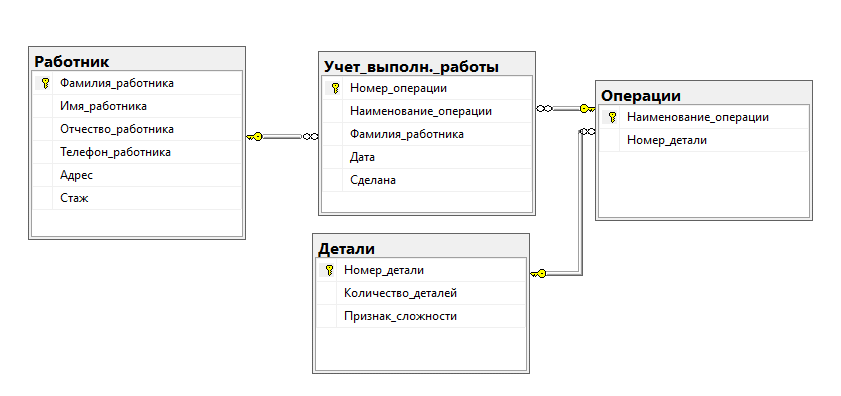 Работник
Фамилия_работника
Имя_работника
Отчество_работника
Телефон_работника
Адрес
Стаж
Учет_выполн._работы
Номер_операции
Наименование_операции
Фамилия_работника
Дата
Сделана
Операции
Наименование_операции
Номер_детали
Детали
Номер_детали
Количество_деталей
Признак_сложности